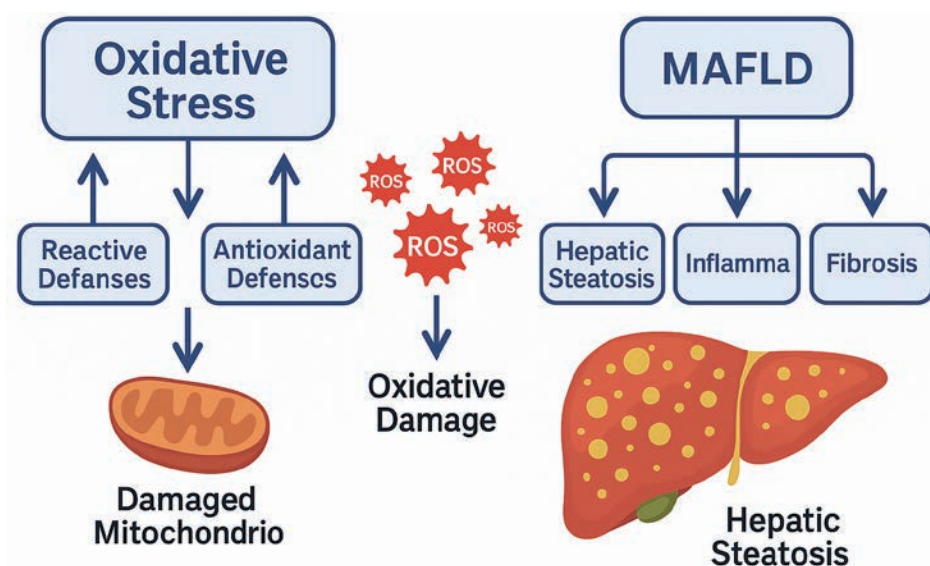 Oxidative
Stress
MAFLD
Reactive
Defanses
Antioxidant
Defenscs
ROS
ROS
ROS
ROS
Hepatic
Steatosis
Inflamma
Fibrosis
Oxidative
Damage
Damaged
Mitochondrio
Hepatic
Steatosis